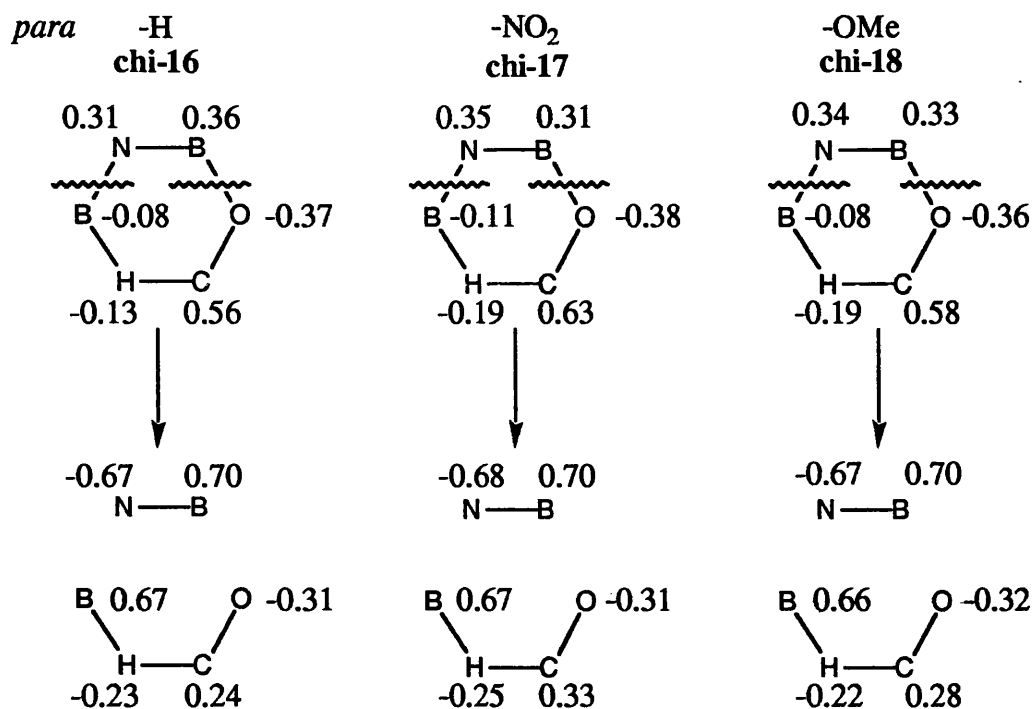 para -H -NO2 -OMe
chi-16 chi-17 chi-18
0.31 0.36 0.35 0.31 0.34 0.33
N B N B N B
B -0.08 O -0.37 B -0.11 O -0.38 B -0.08 O -0.36
H C H C H C
-0.13 0.56 -0.19 0.63 -0.19 0.58
-0.67 0.70 -0.68 0.70 -0.67 0.70
N B N B N B
B 0.67 O -0.31 B 0.67 O -0.31 B 0.66 O -0.32
H C H C H C
-0.23 0.24 -0.25 0.33 -0.22 0.28